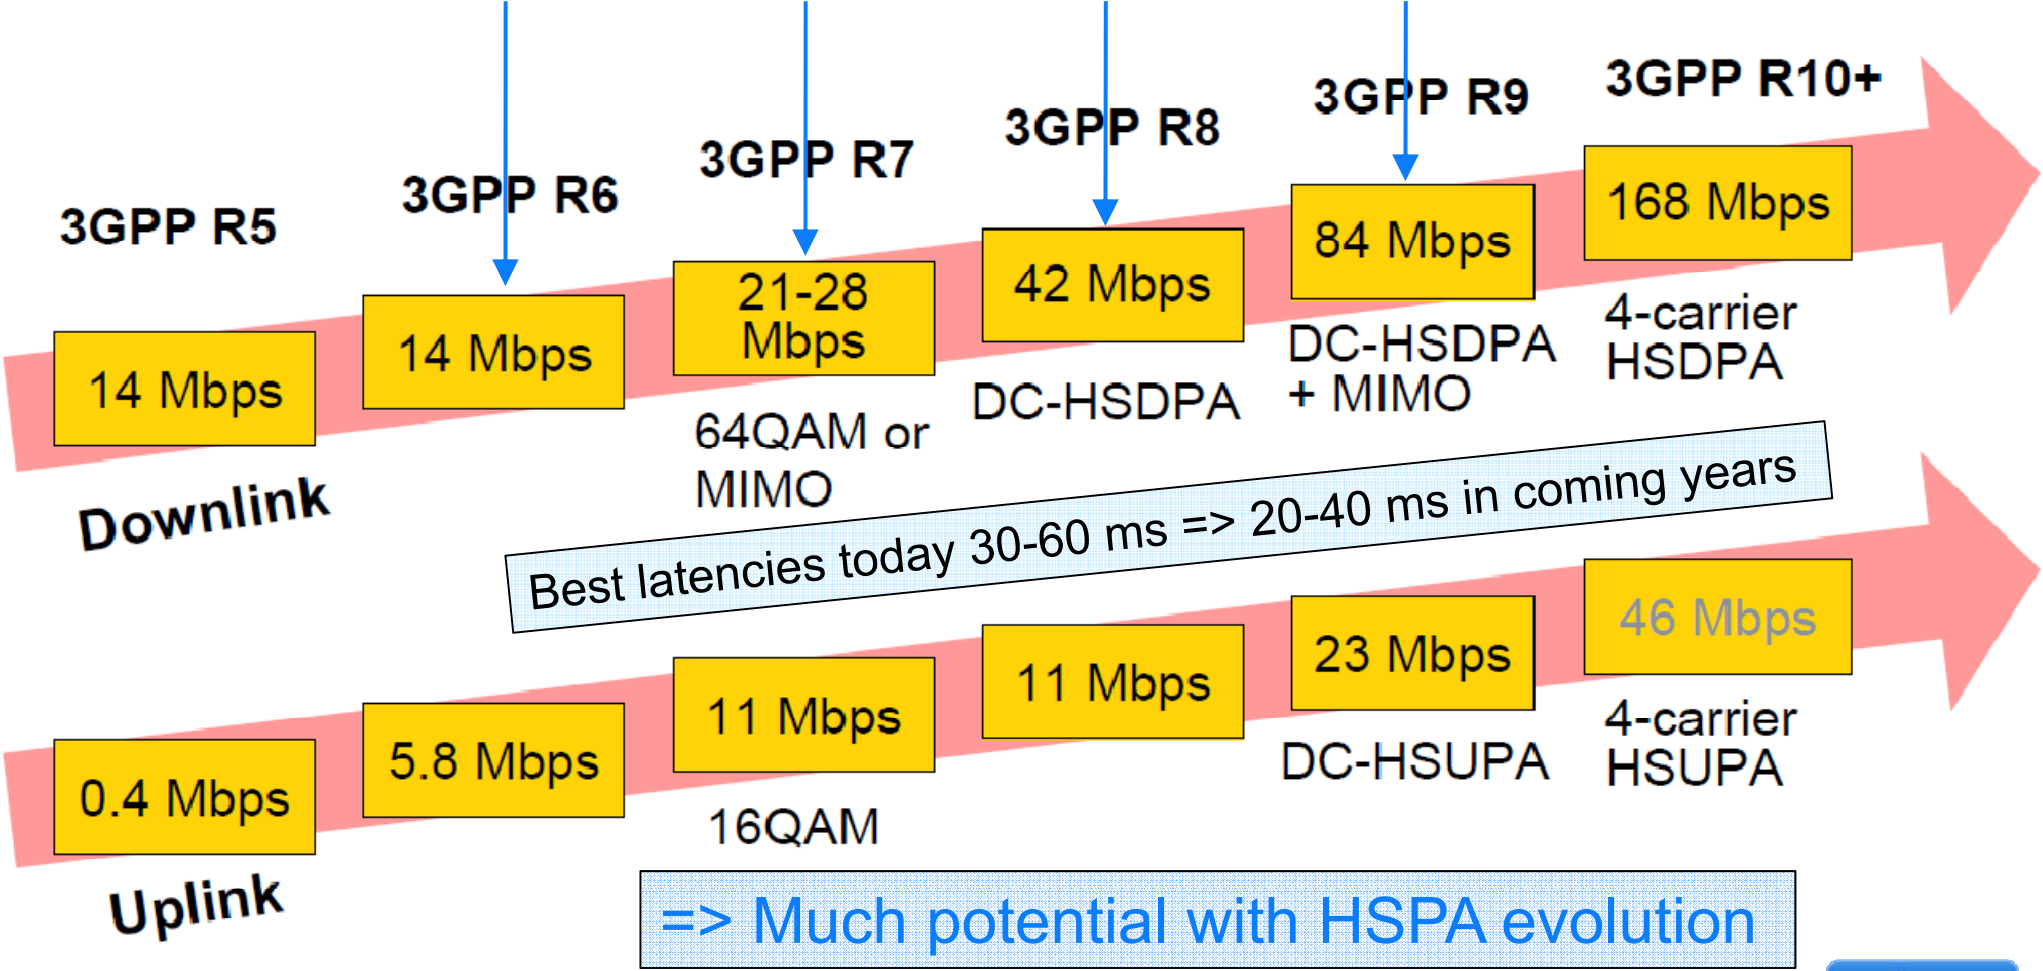 3GPP R5
3GPP R6
3GPP R7
3GPP R8
3GPP R9
3GPP R10+
14 Mbps
14 Mbps
21-28
Mbps
42 Mbps
84 Mbps
168 Mbps
64QAM or
MIMO
DC-HSDPA
DC-HSDPA
+ MIMO
4-carrier
HSDPA
Downlink
Best latencies today 30-60 ms => 20-40 ms in coming years
0.4 Mbps
5.8 Mbps
11 Mbps
11 Mbps
23 Mbps
46 Mbps
16QAM
DC-HSUPA
4-carrier
HSUPA
Uplink
=> Much potential with HSPA evolution